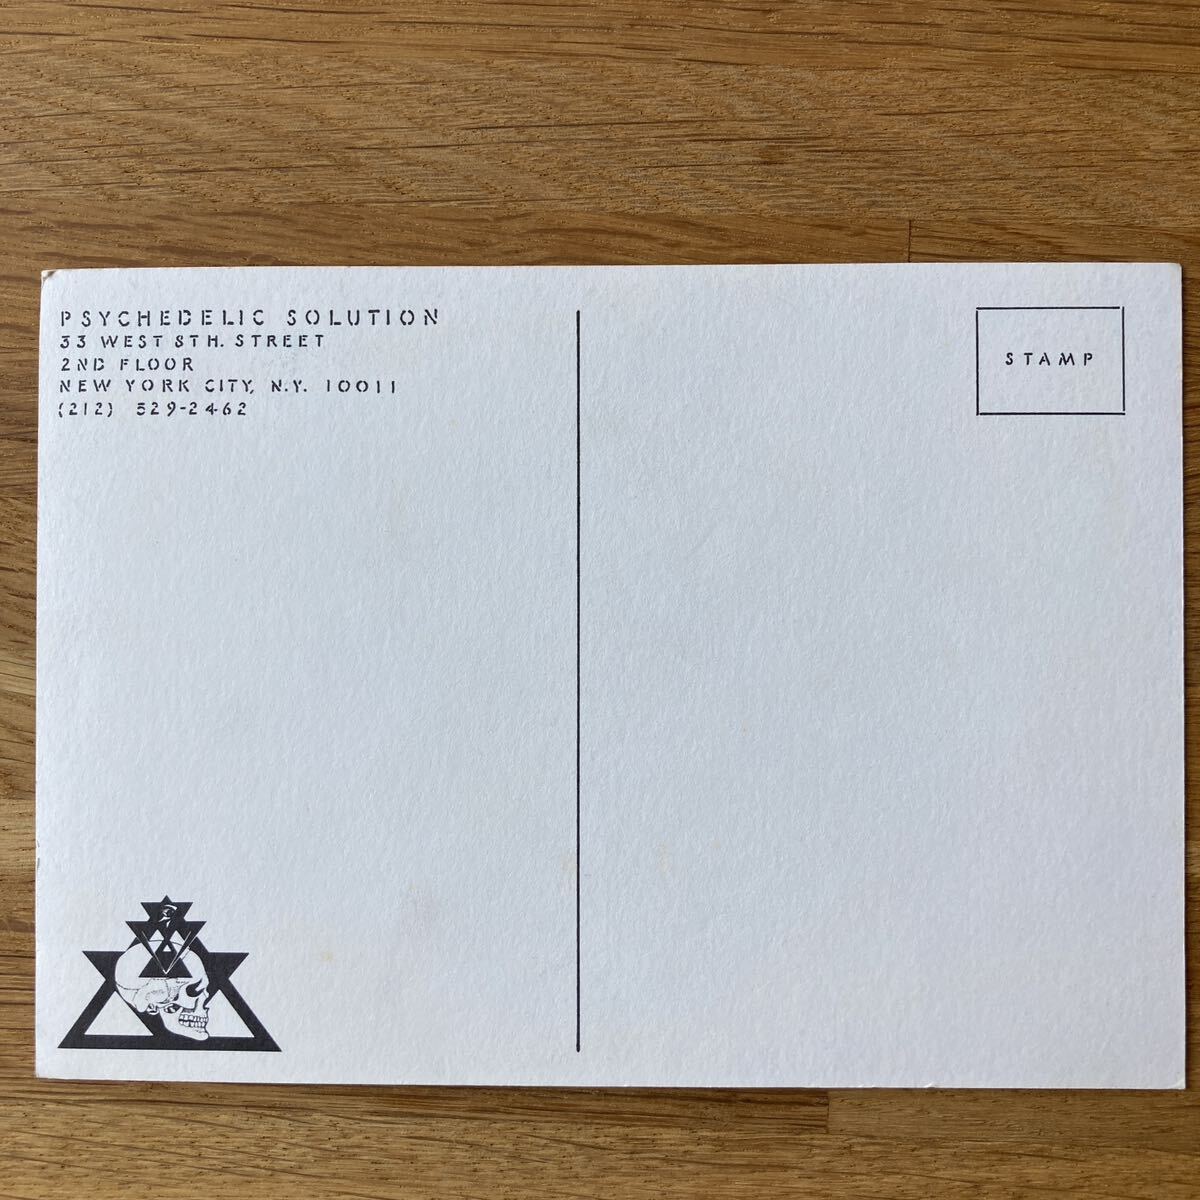 PSYCHEDELIC SOLUTION
33 WEST 8TH. STREET
2ND FLOOR
NEW YORK CITY, N.Y. 10011
(212) 529-2462
STAMP